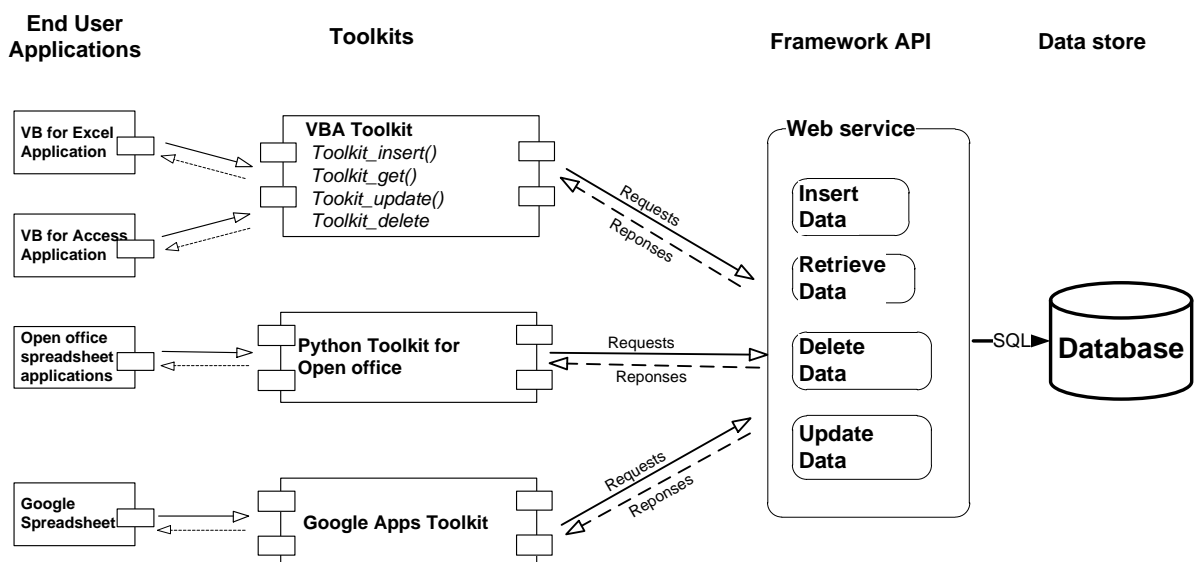 End User
Applications
Toolkits
Framework API
Data store
VB for Excel
Application
VB for Access
Application
Open office
spreadsheet
applications
Google
Spreadsheet
VBA Toolkit
Toolkit_insert()
Toolkit_get()
Tookit_update()
Toolkit_delete
Python Toolkit for
Open office
Google Apps Toolkit
Requests
Reponses
Requests
Reponses
Requests
Reponses
Web service
Insert
Data
Retrieve
Data
Delete
Data
Update
Data
SQL
Database